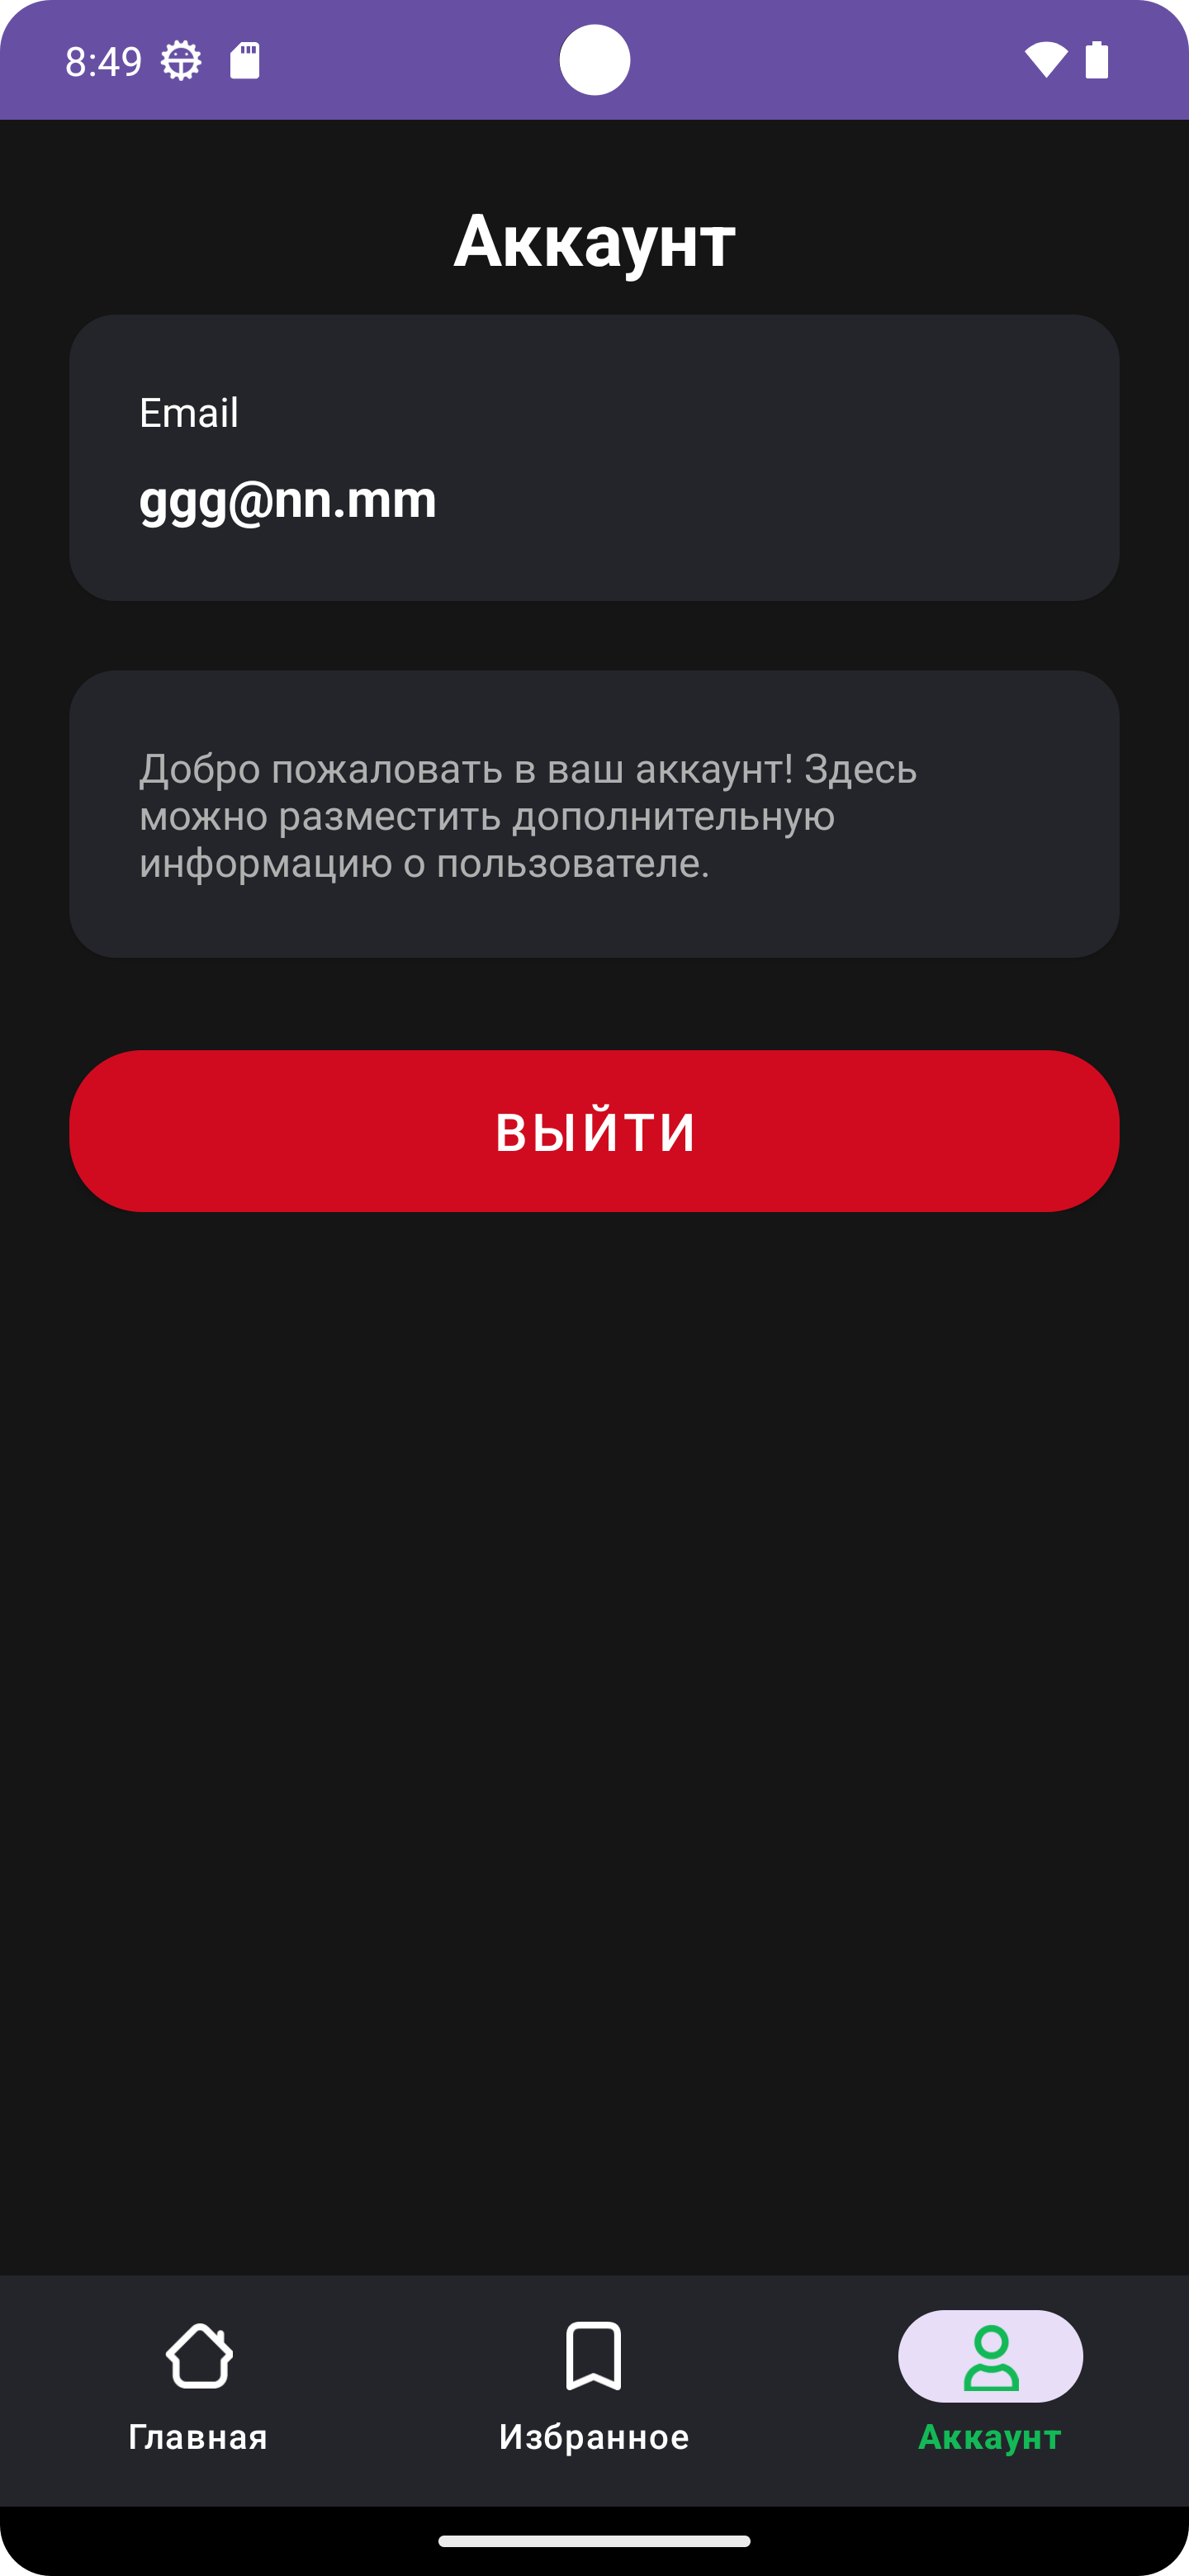 8:49
Аккаунт
Email
ggg@nn.mm
Добро пожаловать в ваш аккаунт! Здесь
можно разместить дополнительную
информацию о пользователе.
ВЫЙТИ
Главная
Избранное
Аккаунт